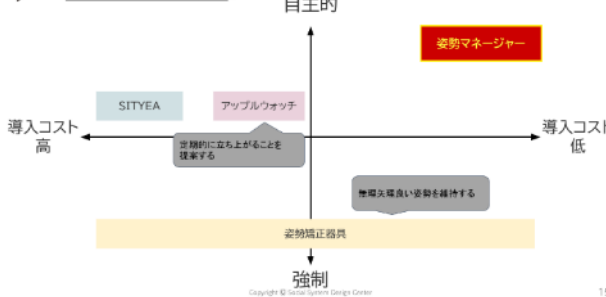 自主的
姿勢マネージャー
SITYEA
アップルウォッチ
導入コスト
高
導入コスト
低
定期的に立ち上がることを
提案する
無理矢理良い姿勢を維持する
姿勢矯正器具
強制
Copyright © Social System Design Center